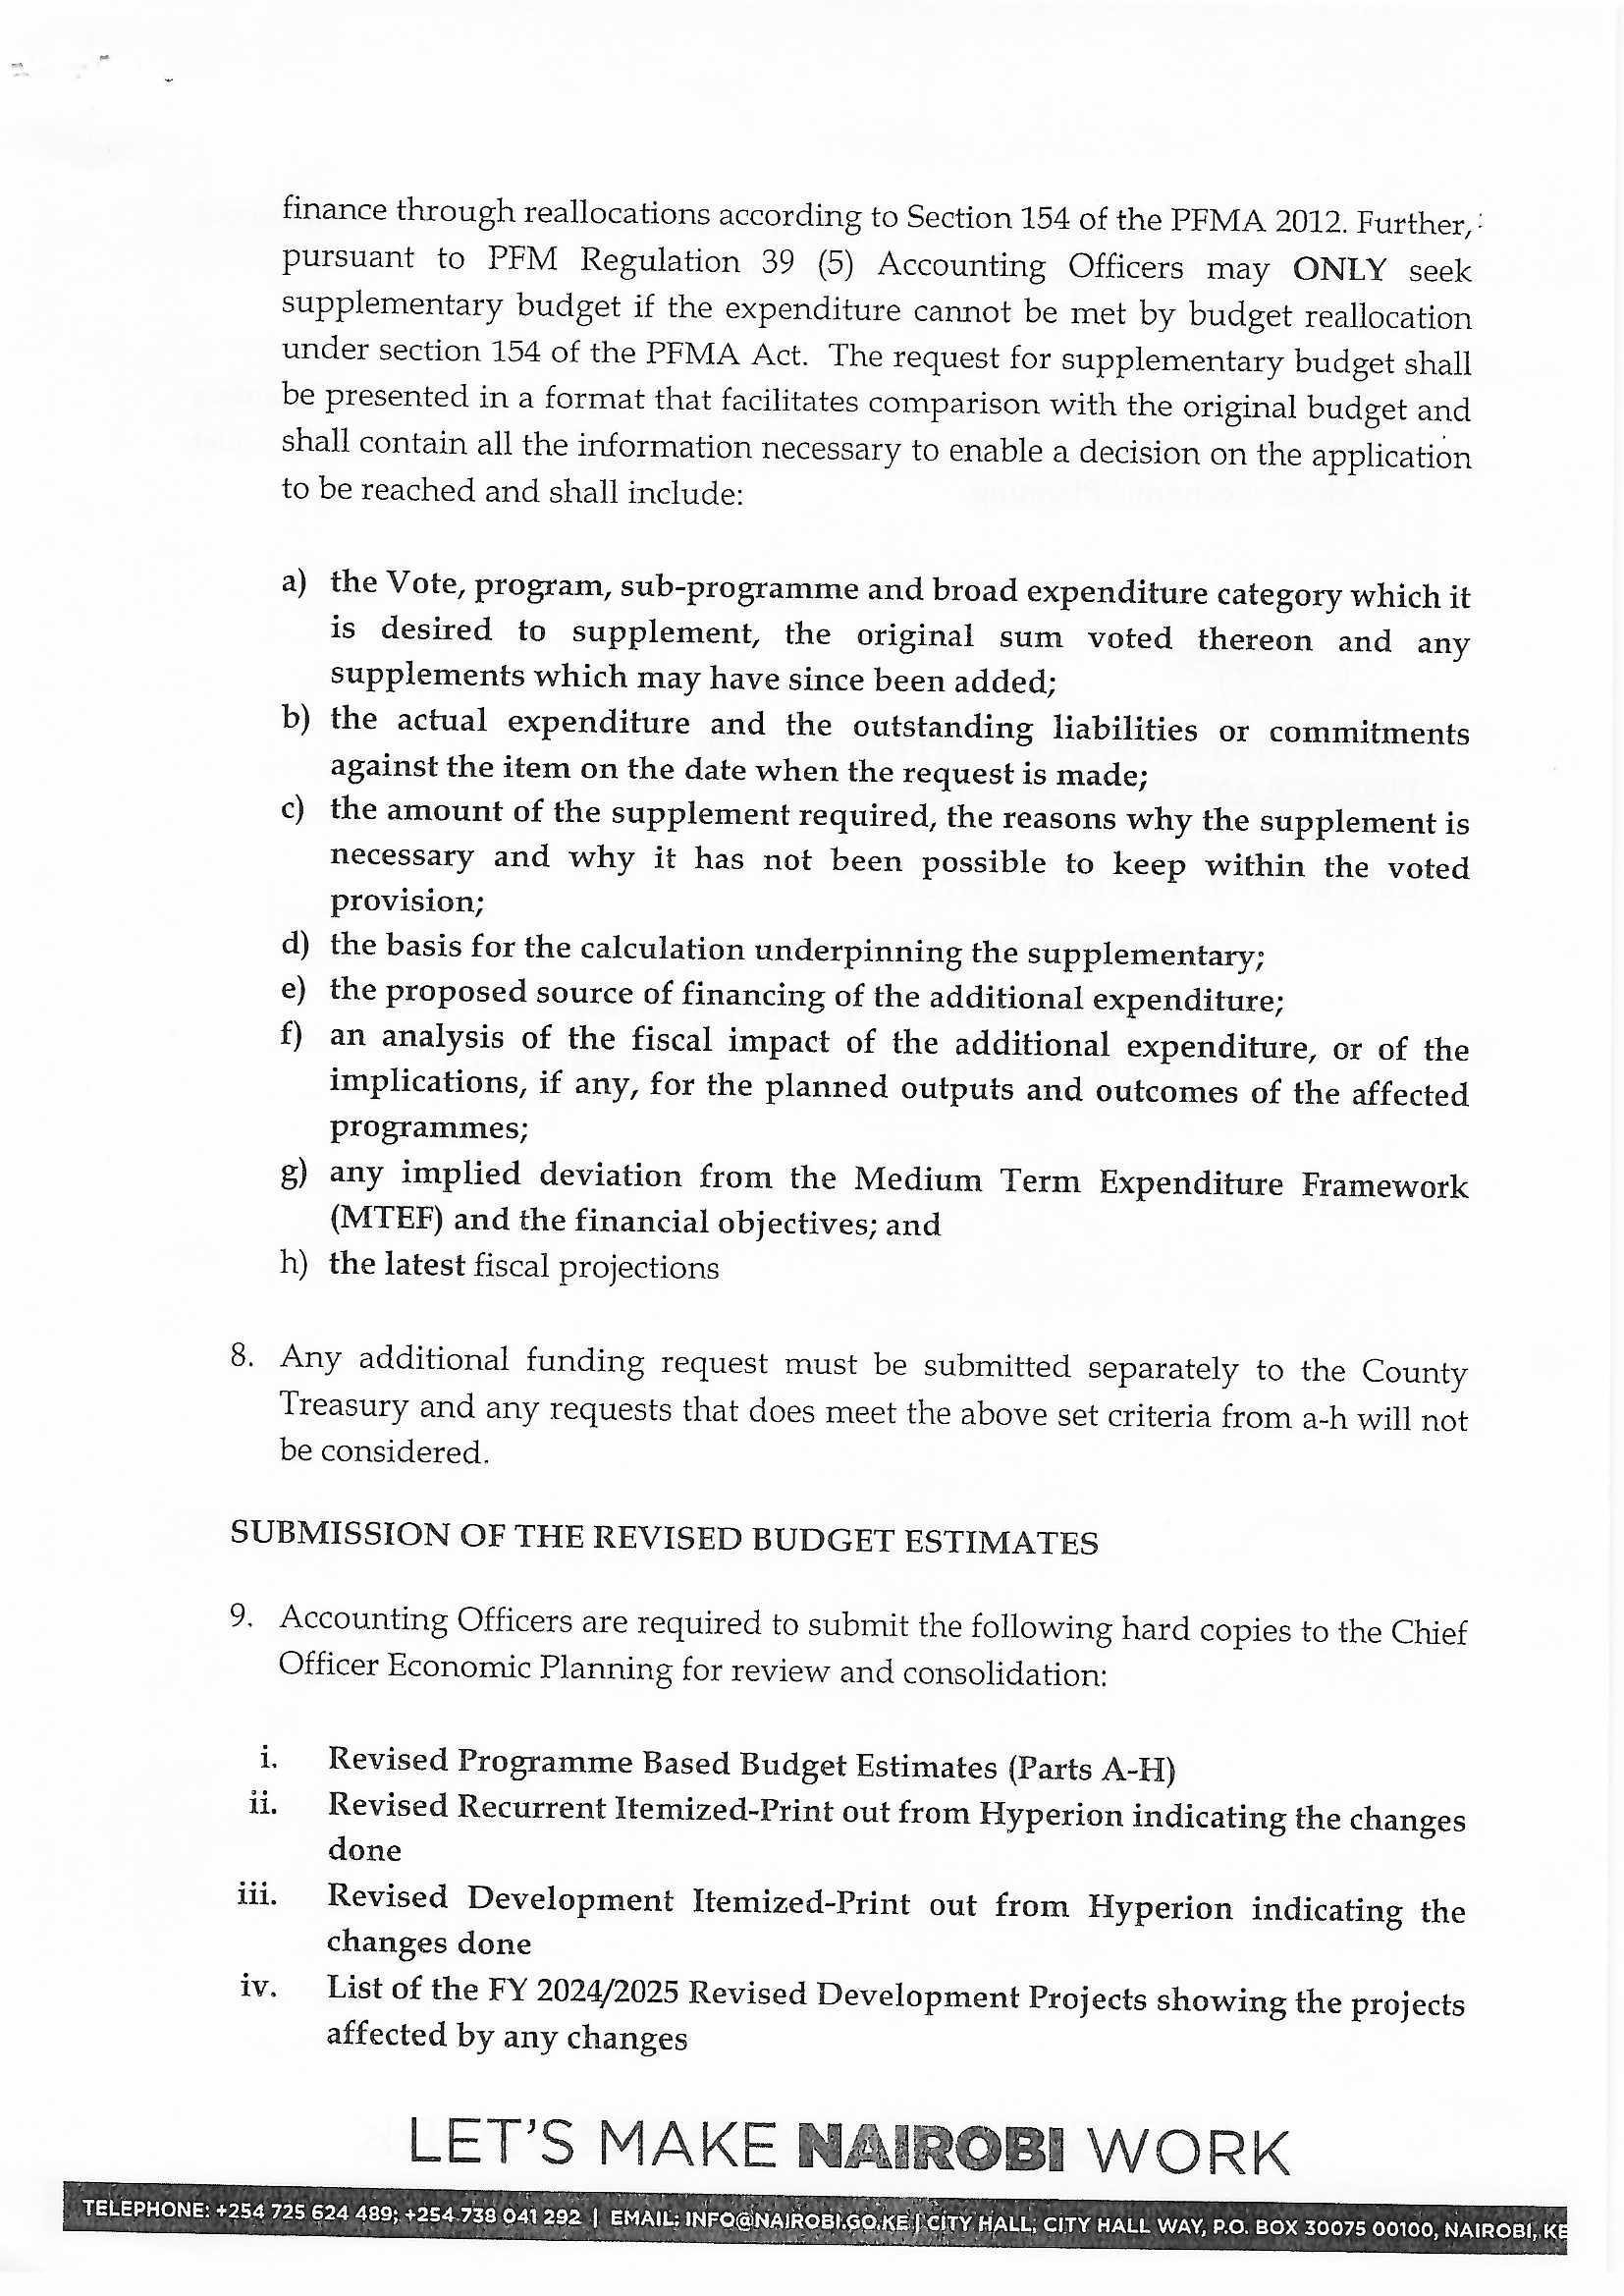 finance through reallocations according to Section 154 of the PFMA 2012. Further,
pursuant to PFM Regulation 39 (5) Accounting Officers may ONLY seek
supplementary budget if the expenditure cannot be met by budget reallocation
under section 154 of the PFMA Act. The request for supplementary budget shall
be presented in a format that facilitates comparison with the original budget and
shall contain all the information necessary to enable a decision on the application
to be reached and shall include:
a) the Vote, program, sub-programme and broad expenditure category which it
is desired to supplement, the original sum voted thereon and any
supplements which may have since been added;
b) the actual expenditure and the outstanding liabilities or commitments
against the item on the date when the request is made;
c) the amount of the supplement required, the reasons why the supplement is
necessary and why it has not been possible to keep within the voted
provision;
d) the basis for the calculation underpinning the supplementary;
e) the proposed source of financing of the additional expenditure;
f) an analysis of the fiscal impact of the additional expenditure, or of the
implications, if any, for the planned outputs and outcomes of the affected
programmes;
g) any implied deviation from the Medium Term Expenditure Framework
(MTEF) and the financial objectives; and
h) the latest fiscal projections
8. Any additional funding request must be submitted separately to the County
Treasury and any requests that does meet the above set criteria from a-h will not
be considered.
SUBMISSION OF THE REVISED BUDGET ESTIMATES
9. Accounting Officers are required to submit the following hard copies to the Chief
Officer Economic Planning for review and consolidation:
i. Revised Programme Based Budget Estimates (Parts A-H)
ii. Revised Recurrent Itemized-Print out from Hyperion indicating the changes
done
iii. Revised Development Itemized-Print out from Hyperion indicating the
changes done
iv. List of the FY 2024/2025 Revised Development Projects showing the projects
affected by any changes
LET'S MAKE NAIROBI WORK
TELEPHONE: +254 725 624 489; +254 738 041 292 | EMAIL: INFO@NAIROBI.GO.KE | CITY HALL, CITY HALL WAY, P.O. BOX 30075 00100, NAIROBI, KE